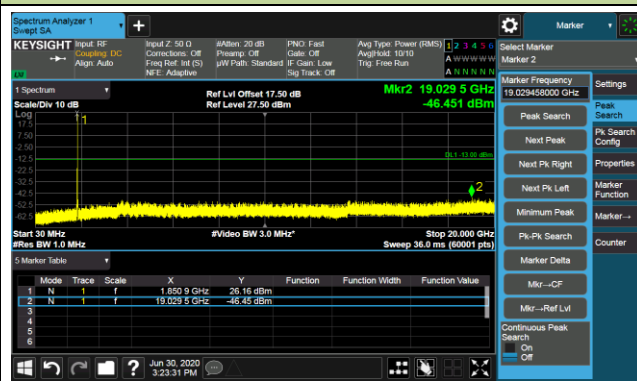 Spectrum Analyzer 1
Swept SA
+
Marker
KEYSIGHT
Input: RF
Coupling: DC
Align: Auto
Input Z: 50 Ω
Corrections: Off
Freq Ref: Int (S)
NFE: Adaptive
#Atten: 20 dB
Preamp: Off
µW Path: Standard
PNO: Fast
Gate: Off
IF Gain: Low
Sig Track: Off
Avg Type: Power (RMS)
Avg|Hold: 10/10
Trig: Free Run
1 2 3 4 5 6
A W W W W W
A N N N N N
LXI
Select Marker
Marker 2
1 Spectrum
Scale/Div 10 dB
Ref Lvl Offset 17.50 dB
Ref Level 27.50 dBm
Mkr2 19.029 5 GHz
-46.451 dBm
Log
17.5
7.50
-2.50
-12.5
-22.5
-32.5
-42.5
-52.5
-62.5
1
DL1 -13.00 dBm
2
Start 30 MHz
#Res BW 1.0 MHz
#Video BW 3.0 MHz*
Stop 20.000 GHz
Sweep 36.0 ms (60001 pts)
5 Marker Table
Mode Trace Scale X Y Function Function Width Function Value
1 N 1 f 1.850 9 GHz 26.16 dBm
2 N 1 f 19.029 5 GHz -46.45 dBm
3
4
5
6
Jun 30, 2020
3:23:31 PM
?
Marker Frequency
19.029458000 GHz
Peak Search
Next Peak
Next Pk Right
Next Pk Left
Minimum Peak
Pk-Pk Search
Marker Delta
Mkr→CF
Mkr→Ref Lvl
Continuous Peak
Search
On
Off
Settings
Peak
Search
Pk Search
Config
Properties
Marker
Function
Marker→
Counter